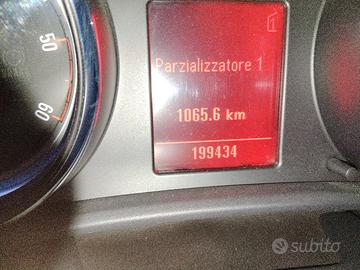 50
60
1
Parzializzatore 1
1065.6 km
199434
subito